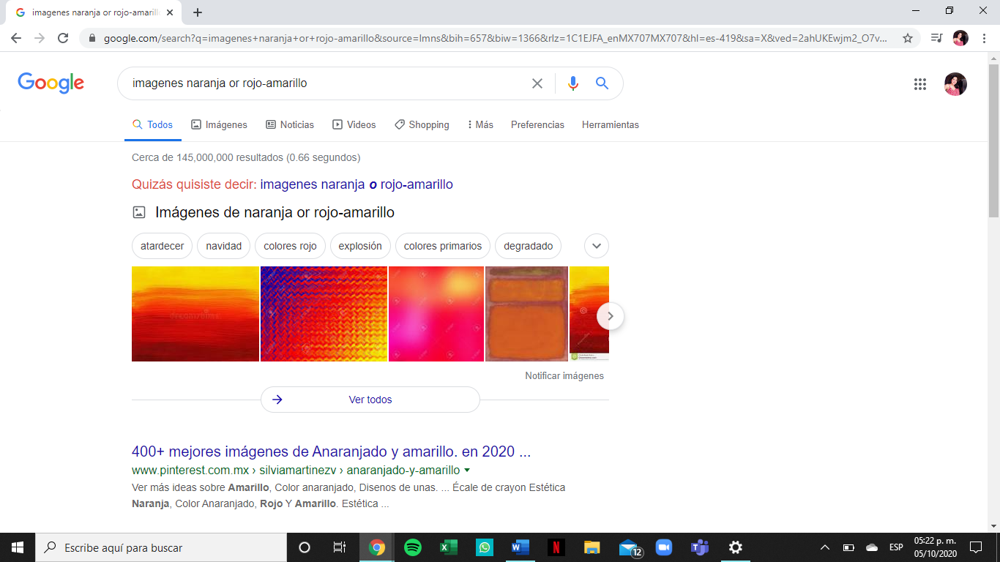 imagenes naranja or rojo-amarill
google.com/search?q=imagenes+naranja+or+rojo-amarillo&source=lmns&bih=657&biw=1366&rlz=1C1EJFA_enMX707MX707&hl=es-419&sa=X&ved=2ahUKEwjm2_O7v...
Google
imagenes naranja or rojo-amarillo
Todos Imágenes Noticias Videos Shopping Más Preferencias Herramientas
Cerca de 145,000,000 resultados (0.66 segundos)
Quizás quisiste decir: imagenes naranja o rojo-amarillo
Imágenes de naranja or rojo-amarillo
atardecer navidad colores rojo explosión colores primarios degradado
Notificar imágenes
Ver todos
400+ mejores imágenes de Anaranjado y amarillo. en 2020 ...
www.pinterest.com.mx › silviamartinezv › anaranjado-y-amarillo
Ver más ideas sobre Amarillo, Color anaranjado, Disenos de unas. ... Écale de crayon Estética
Naranja, Color Anaranjado, Rojo Y Amarillo. Estética ...
Escribe aquí para buscar
12
ESP
05:22 p. m.
05/10/2020